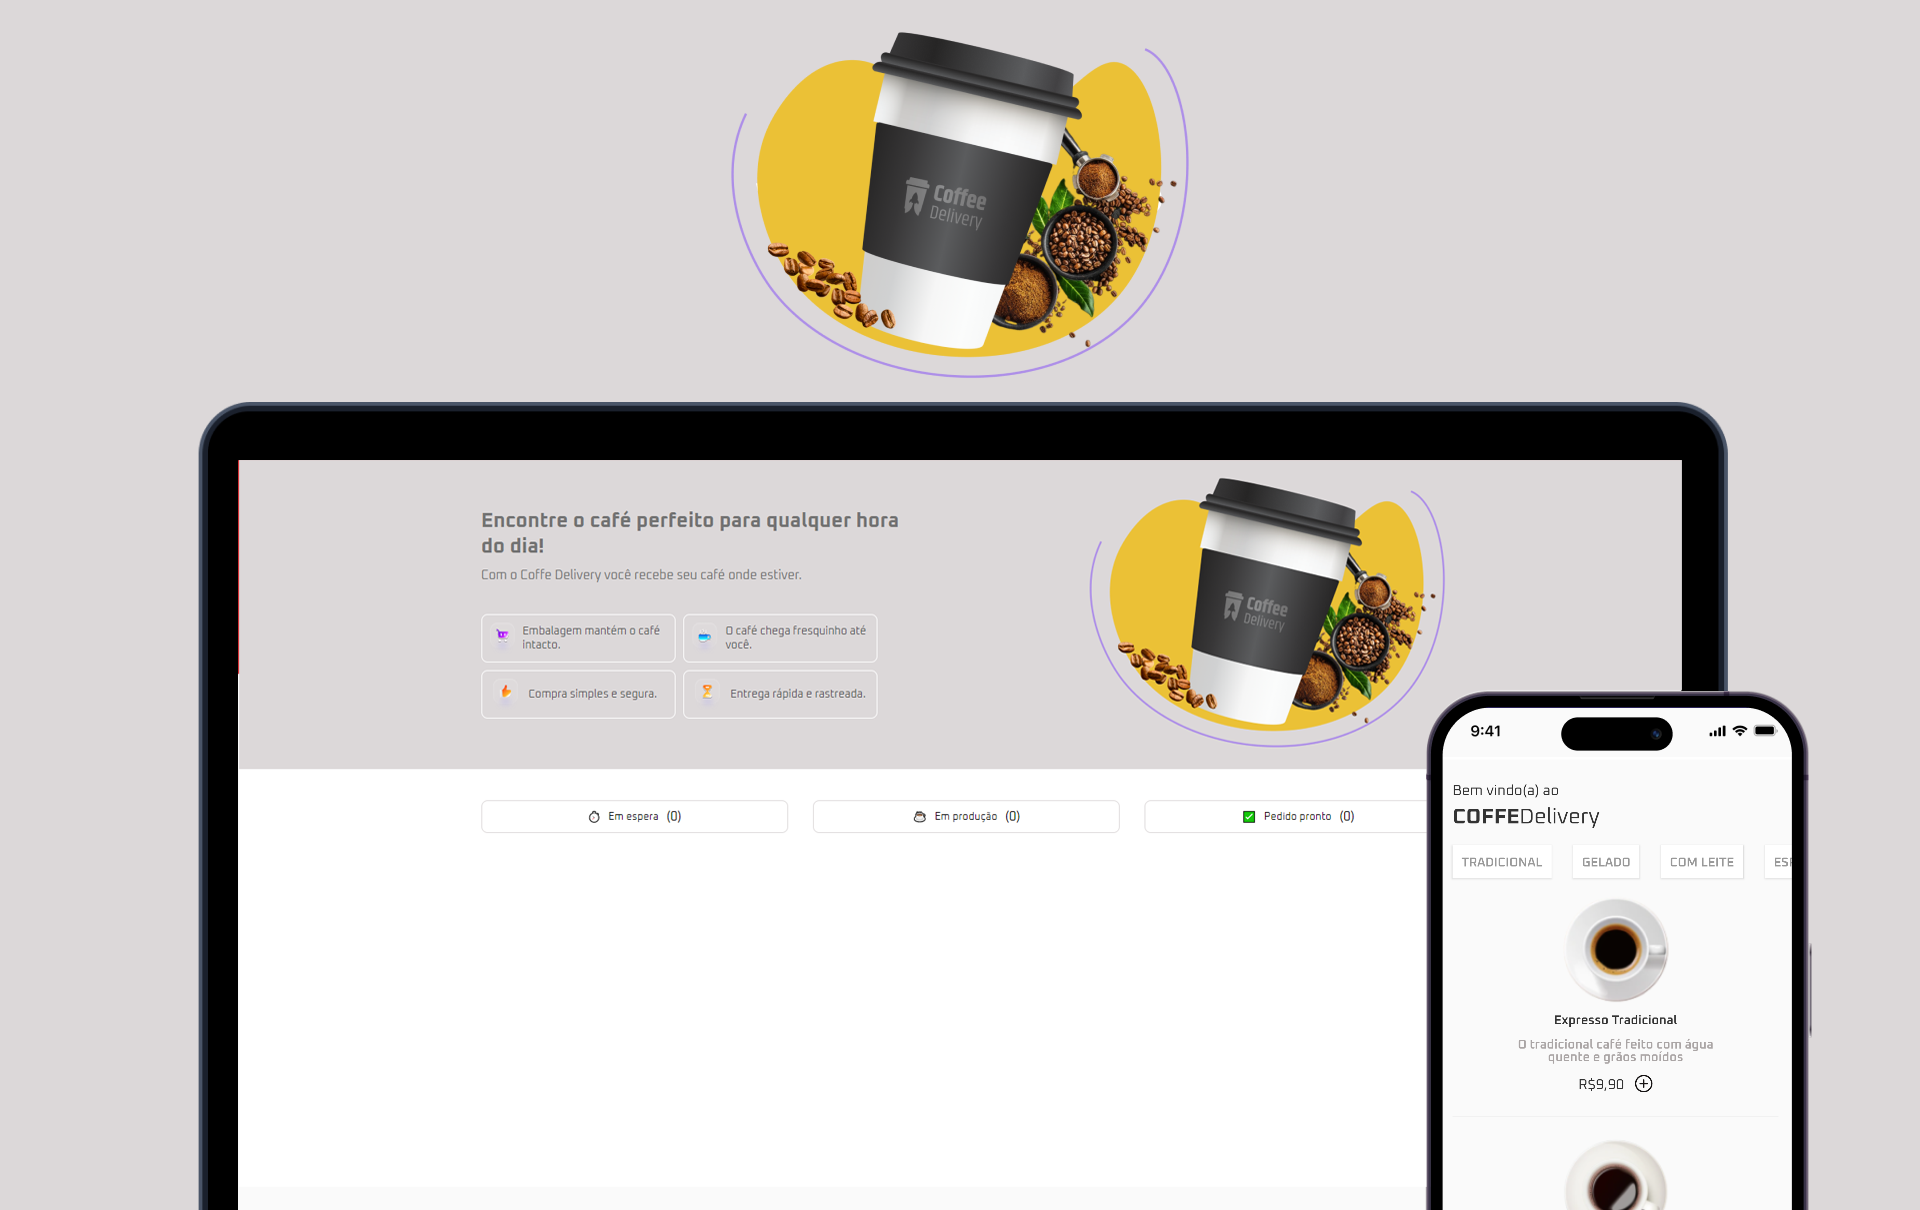 Coffee
Delivery
Encontre o café perfeito para qualquer hora
do dia!
Com o Coffe Delivery você recebe seu café onde estiver.
Embalagem mantém o café
intacto.
O café chega fresquinho até
você.
Compra simples e segura.
Entrega rápida e rastreada.
Coffee
Delivery
Em espera (0)
Em produção (0)
Pedido pronto (0)
9:41
Bem vindo(a) ao
COFFEDelivery
TRADICIONAL
GELADO
COM LEITE
ESP
Expresso Tradicional
O tradicional café feito com água
quente e grãos moídos
R$9,90